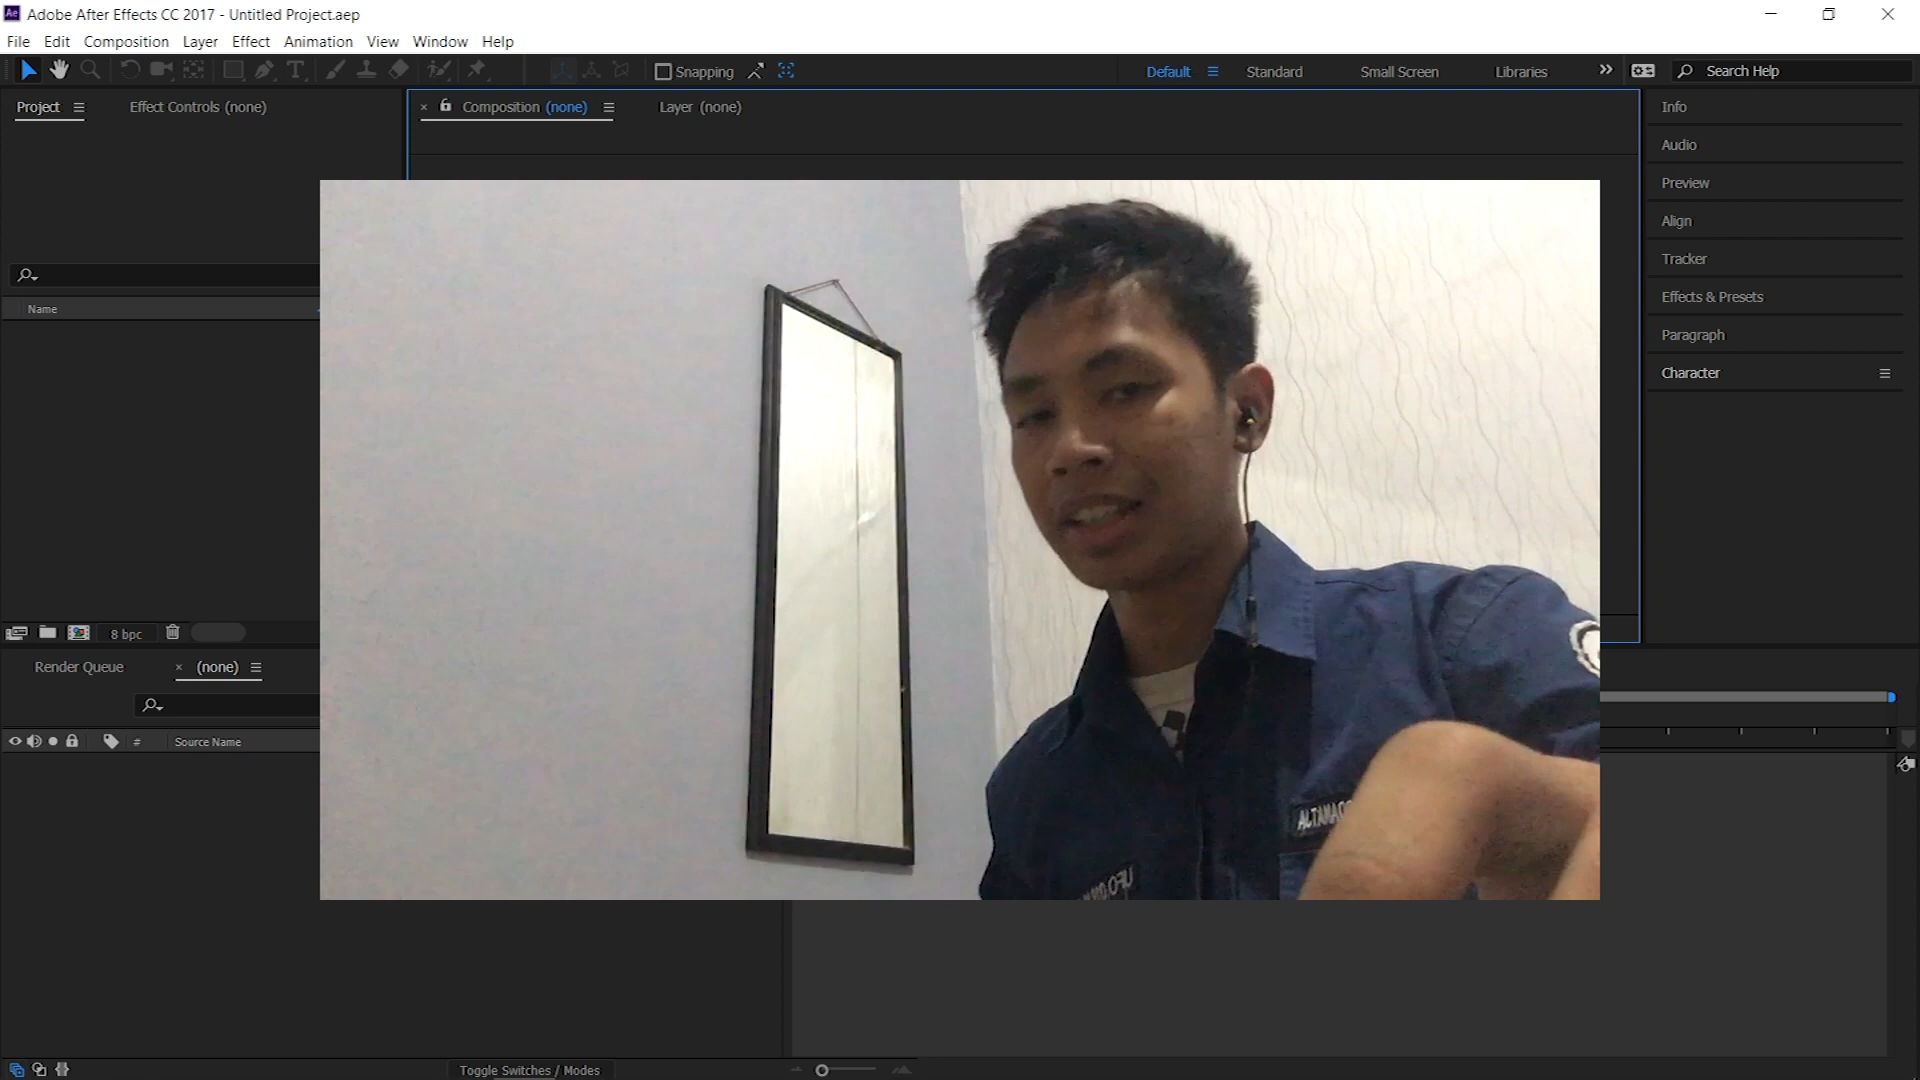 Adobe After Effects CC 2017 - Untitled Project.aep
File Edit Composition Layer Effect Animation View Window Help
Snapping Default Standard Small Screen Libraries Search Help
Project Effect Controls (none) Composition (none) Layer (none)
Info
Audio
Preview
Align
Tracker
Effects & Presets
Paragraph
Character
Name
8 bpc
Render Queue (none)
# Source Name
Toggle Switches / Modes